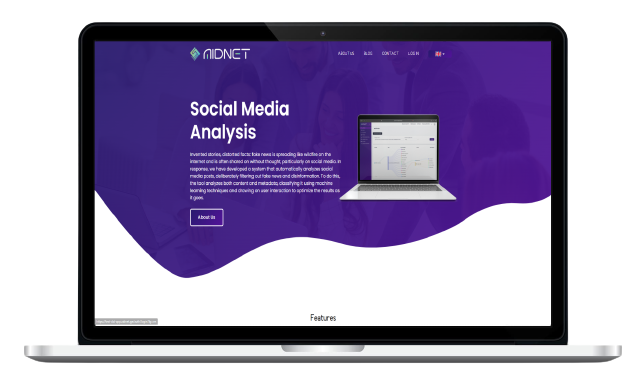 MIDNET
ABOUT US BLOG CONTACT LOG IN
Social Media
Analysis
Invented stories, distorted facts: fake news is spreading like wildfire on the
internet and is often shared on without thought, particularly on social media. In
response, we have developed a system that automatically analyzes social
media posts, deliberately filtering out fake news and disinformation. To do this,
the tool analyzes both content and metadata, classifying it using machine
learning techniques and drawing on user interaction to optimize the results as
it goes.
About Us
Features